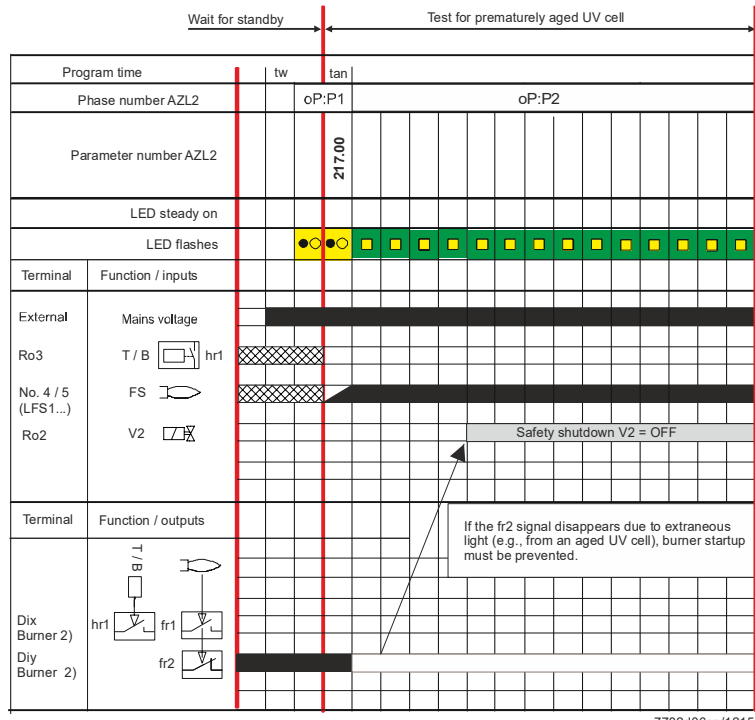 Wait for standby
Test for prematurely aged UV cell
Program time
tw
tan
Phase number AZL2
oP:P1
oP:P2
Parameter number AZL2
217.00
LED steady on
LED flashes
Terminal
Function / inputs
External
Mains voltage
Ro3
T / B
hr1
No. 4 / 5
(LFS1...)
FS
Ro2
V2
Safety shutdown V2 = OFF
Terminal
Function / outputs
If the fr2 signal disappears due to extraneous
light (e.g., from an aged UV cell), burner startup
must be prevented.
T / B
Dix
Burner 2)
hr1
fr1
Diy
Burner 2)
fr2